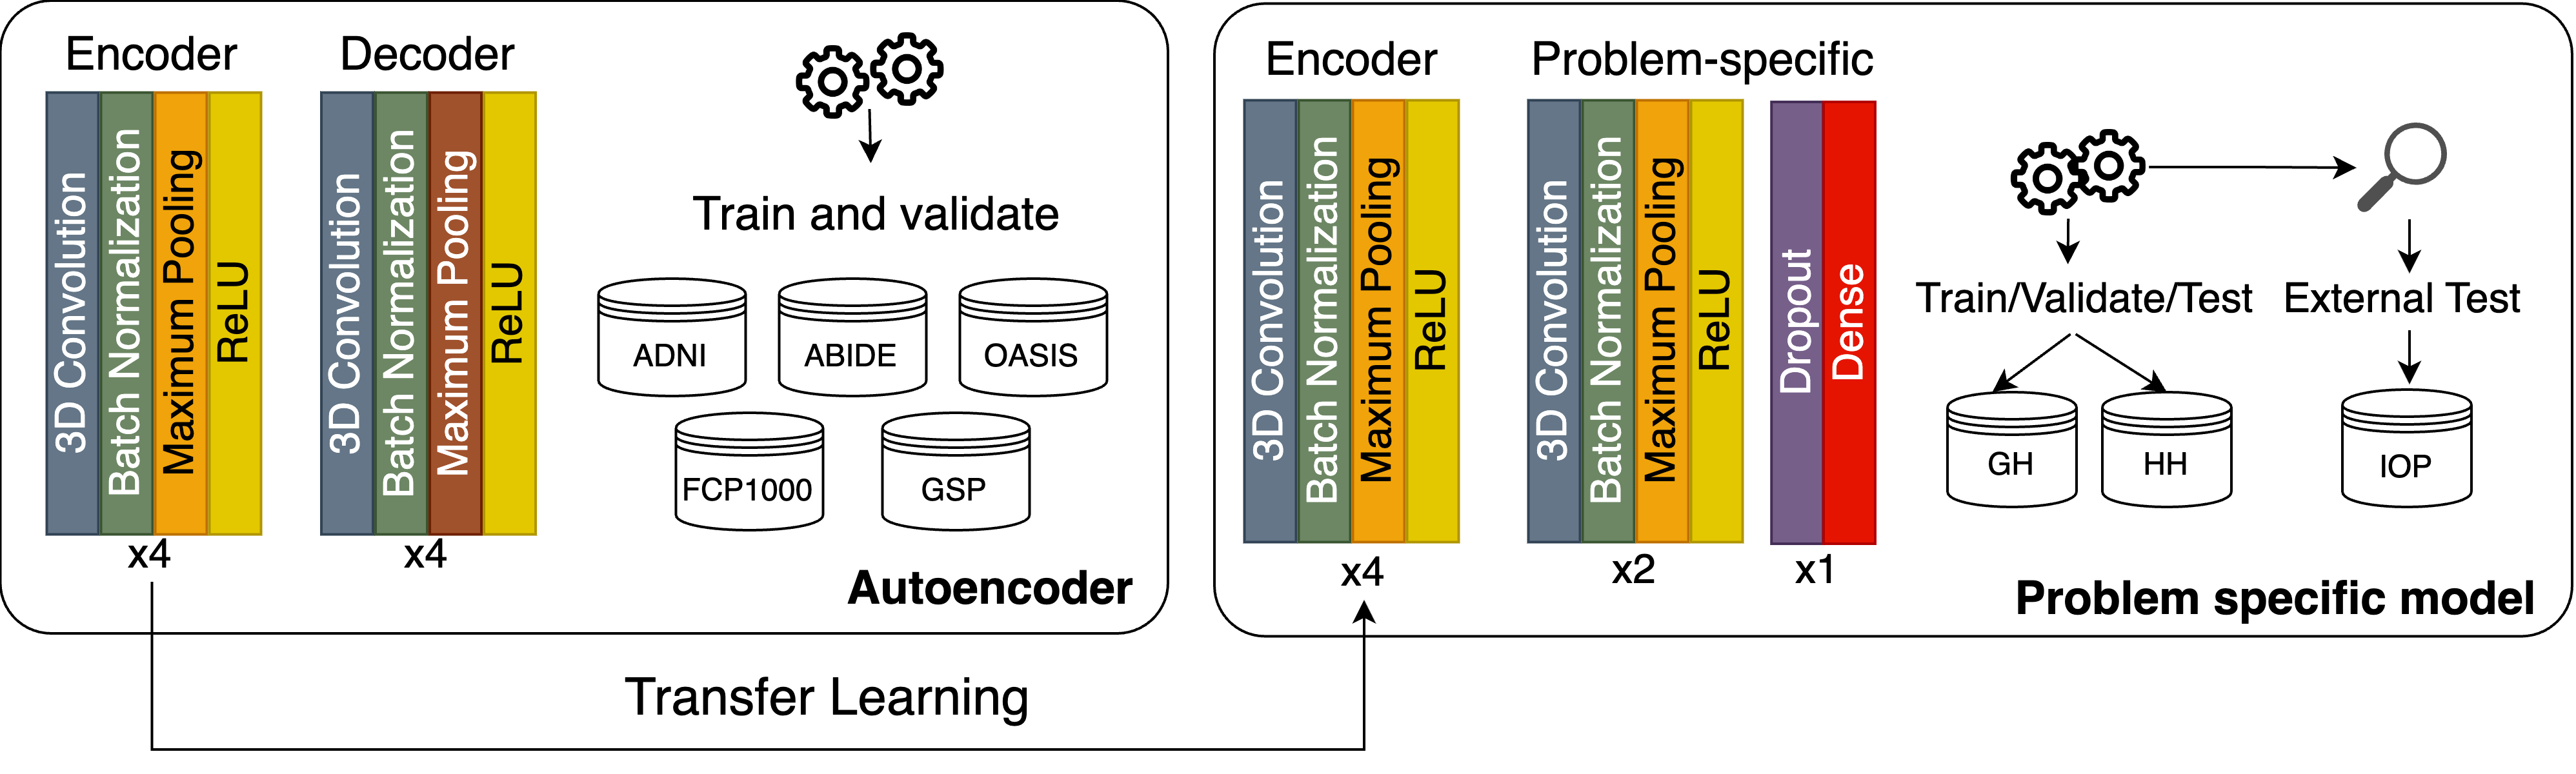 Encoder
Decoder
3D Convolution
Batch Normalization
Maximum Pooling
ReLU
x4
3D Convolution
Batch Normalization
Maximum Pooling
ReLU
x4
Train and validate
ADNI
ABIDE
OASIS
FCP1000
GSP
Autoencoder
Transfer Learning
Encoder
Problem-specific
3D Convolution
Batch Normalization
Maximum Pooling
ReLU
x4
3D Convolution
Batch Normalization
Maximum Pooling
ReLU
x2
Dropout
Dense
x1
Train/Validate/Test
External Test
GH
HH
IOP
Problem specific model